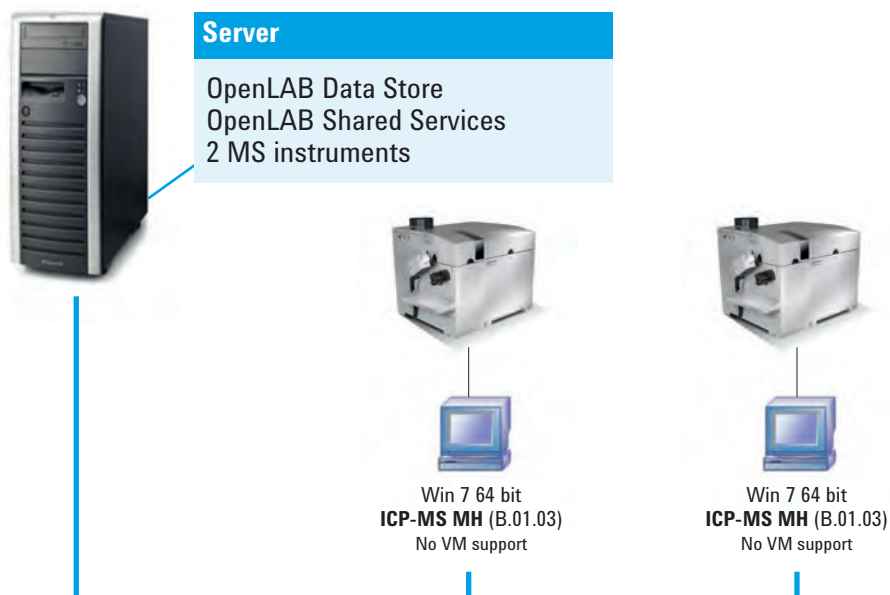 Server
OpenLAB Data Store
OpenLAB Shared Services
2 MS instruments
Win 7 64 bit
ICP-MS MH (B.01.03)
No VM support
Win 7 64 bit
ICP-MS MH (B.01.03)
No VM support